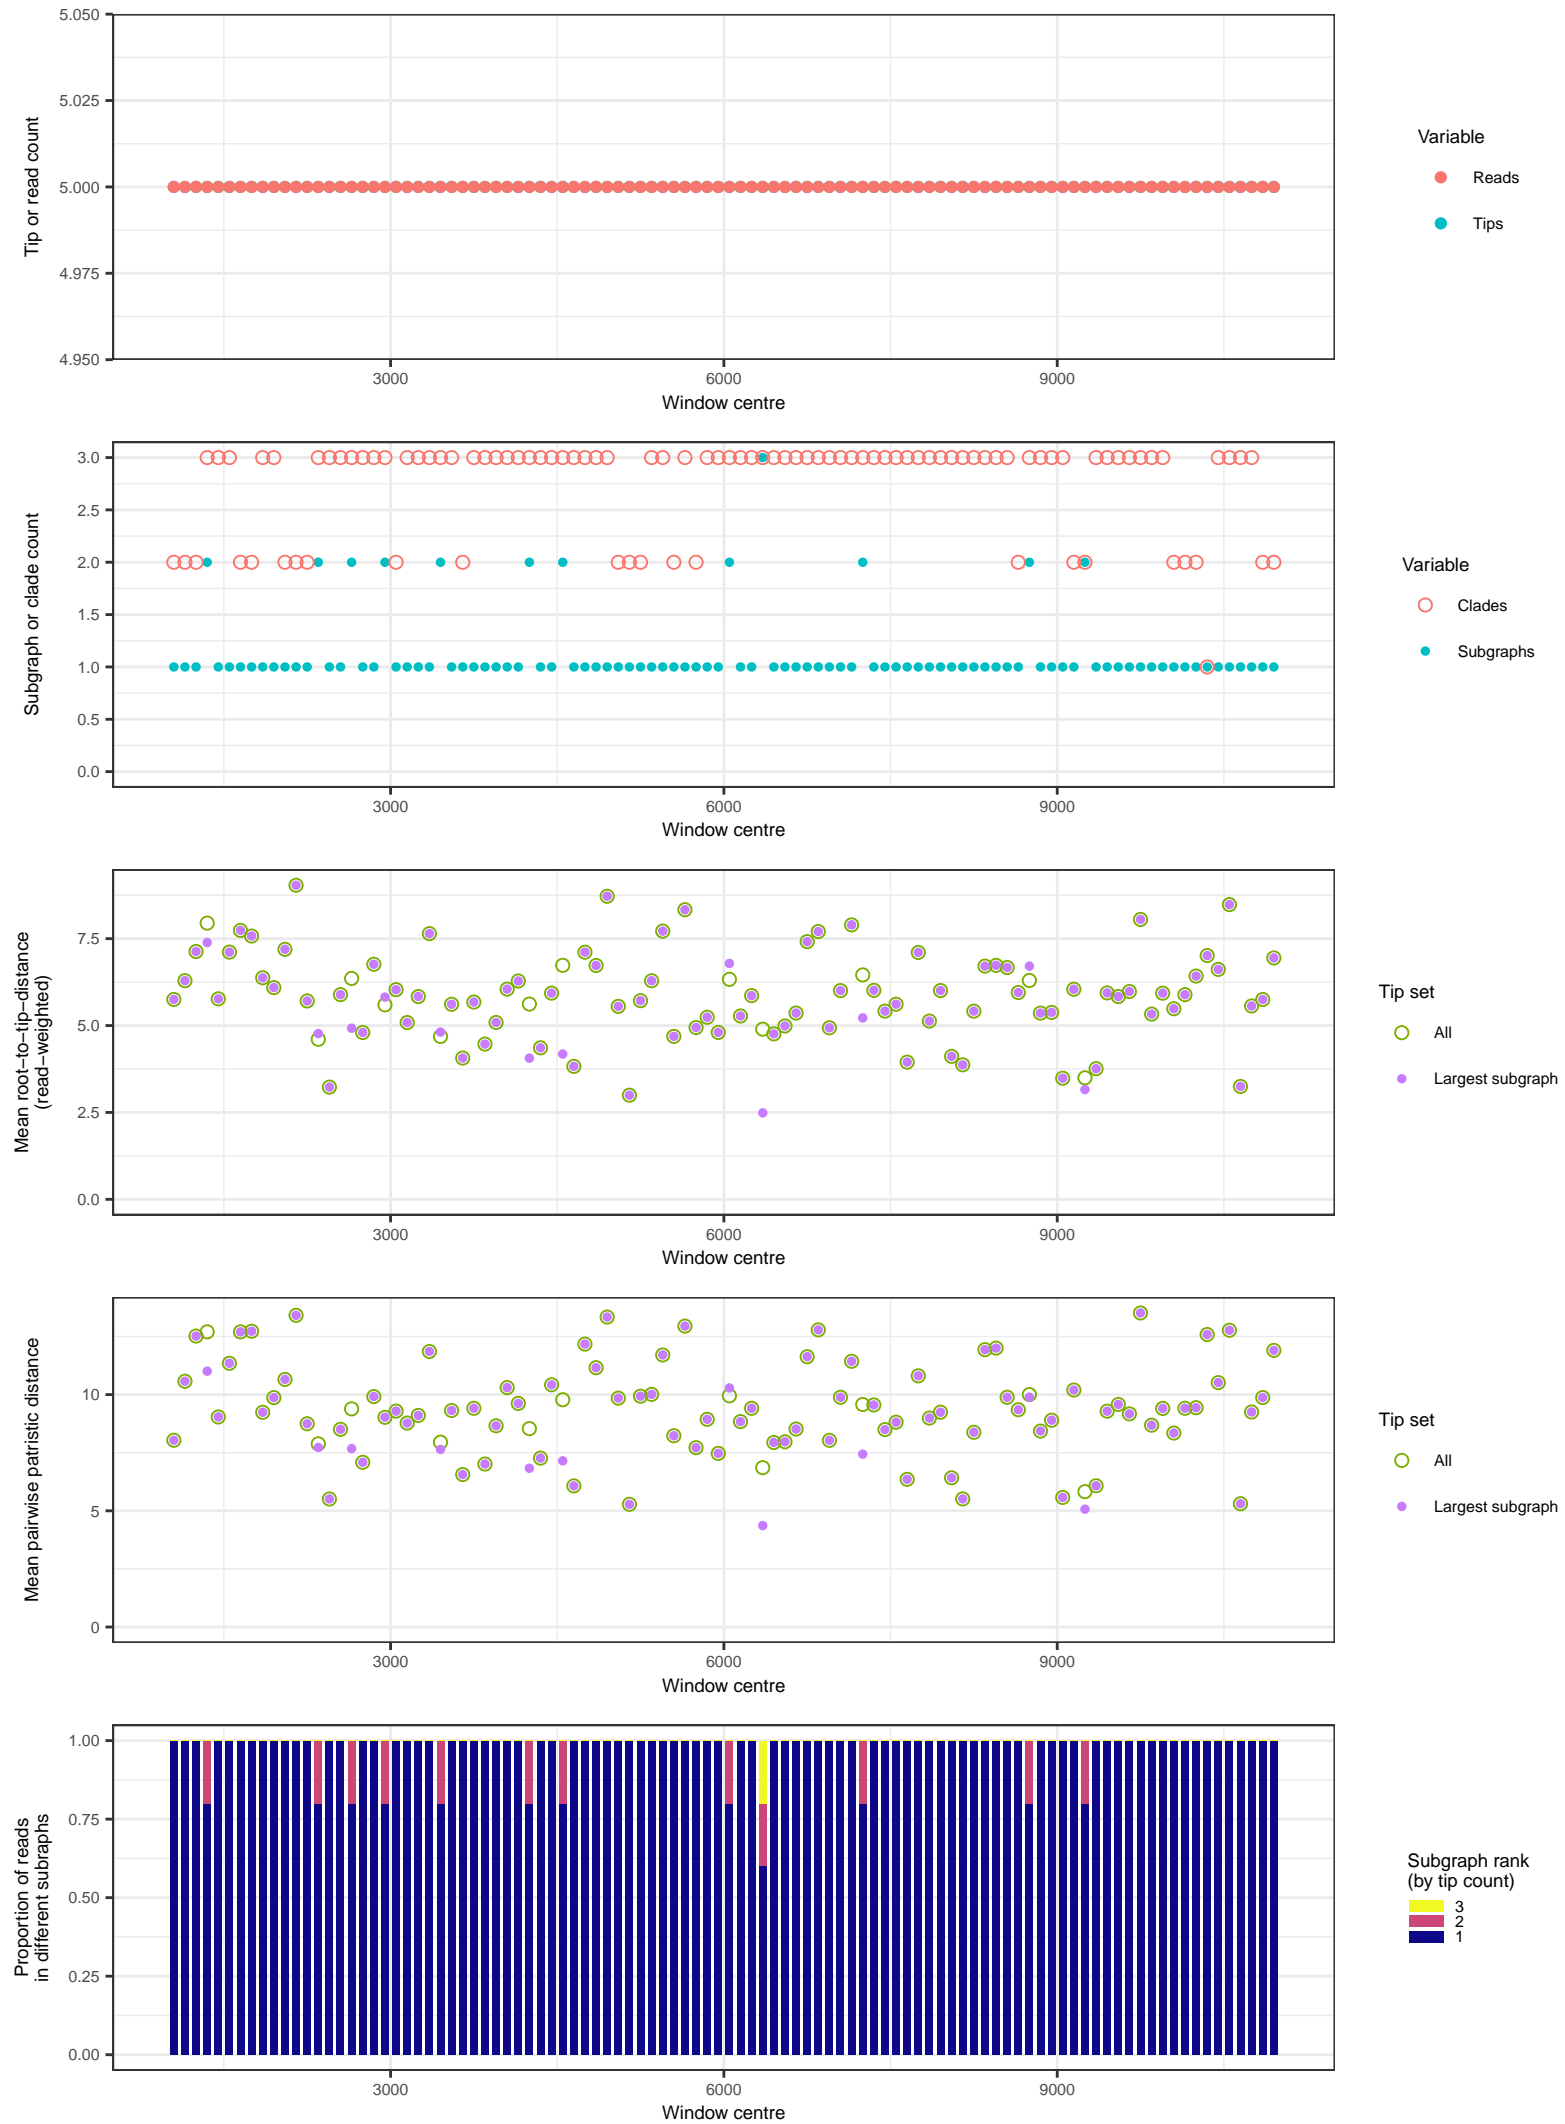 5.050
5.025
5.000
4.975
4.950
Tip or read count
3000
6000
9000
Window centre
Variable
Reads
Tips
3.0
2.5
2.0
1.5
1.0
0.5
0.0
Subgraph or clade count
3000
6000
9000
Window centre
Variable
Clades
Subgraphs
7.5
5.0
2.5
0.0
Mean root−to−tip−distance
(read−weighted)
3000
6000
9000
Window centre
Tip set
All
Largest subgraph
10
5
0
Mean pairwise patristic distance
3000
6000
9000
Window centre
Tip set
All
Largest subgraph
1.00
0.75
0.50
0.25
0.00
Proportion of reads
in different subraphs
3000
6000
9000
Window centre
Subgraph rank
(by tip count)
3
2
1